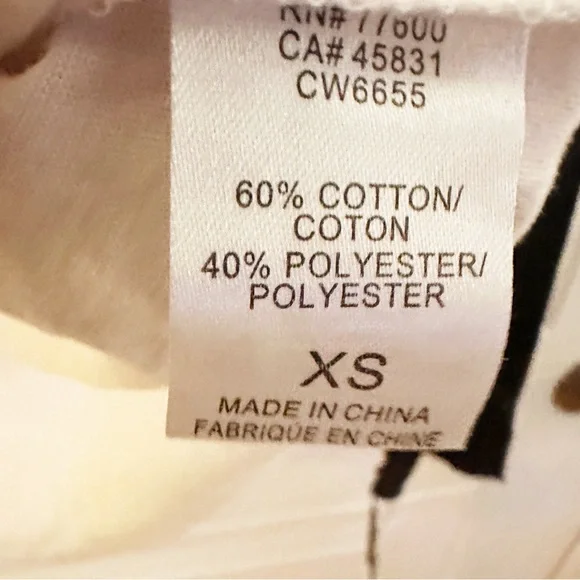 RN# 77600
CA# 45831
CW6655
60% COTTON/
COTON
40% POLYESTER/
POLYESTER
XS
MADE IN CHINA
FABRIQUÉ EN CHINE